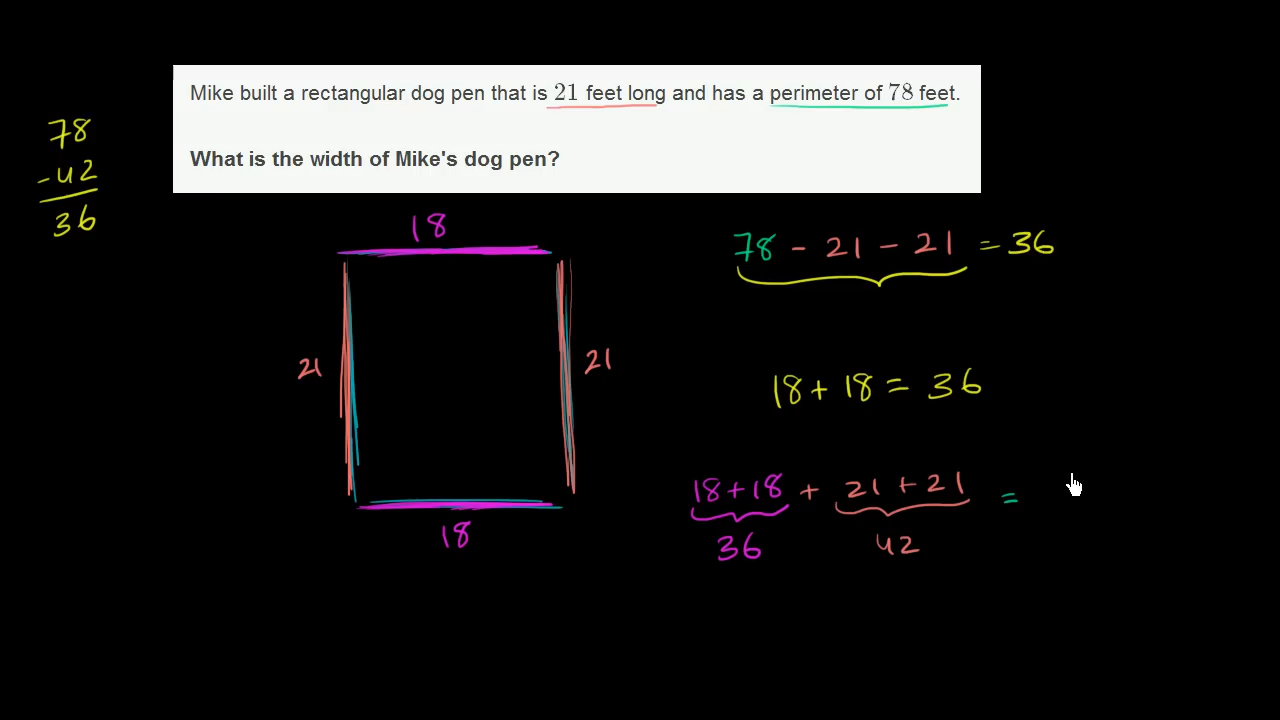 Mike built a rectangular dog pen that is 21 feet long and has a perimeter of 78 feet.
What is the width of Mike's dog pen?
78
- 42
36
18
21
21
18
78 - 21 - 21 = 36
18 + 18 = 36
18 + 18 + 21 + 21 =
36
42